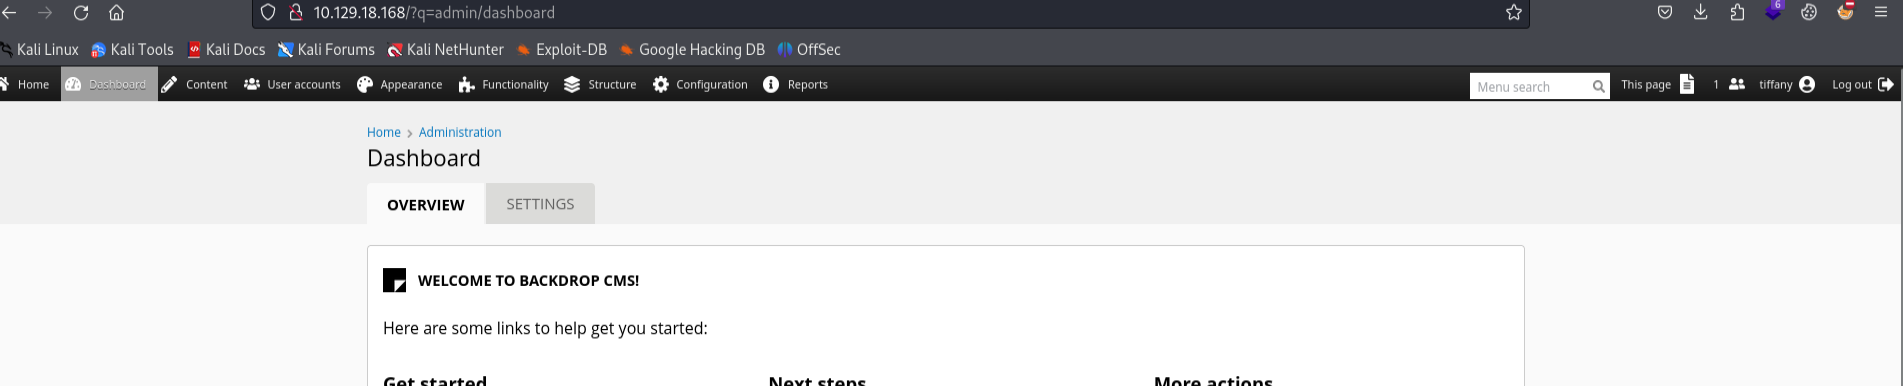 10.129.18.168/?q=admin/dashboard
6
Kali Linux Kali Tools Kali Docs Kali Forums Kali NetHunter Exploit-DB Google Hacking DB OffSec
Home Dashboard Content User accounts Appearance Functionality Structure Configuration Reports Menu search This page 1 tiffany Log out
Home › Administration
Dashboard
OVERVIEW SETTINGS
WELCOME TO BACKDROP CMS!
Here are some links to help get you started:
Get started Next steps More actions